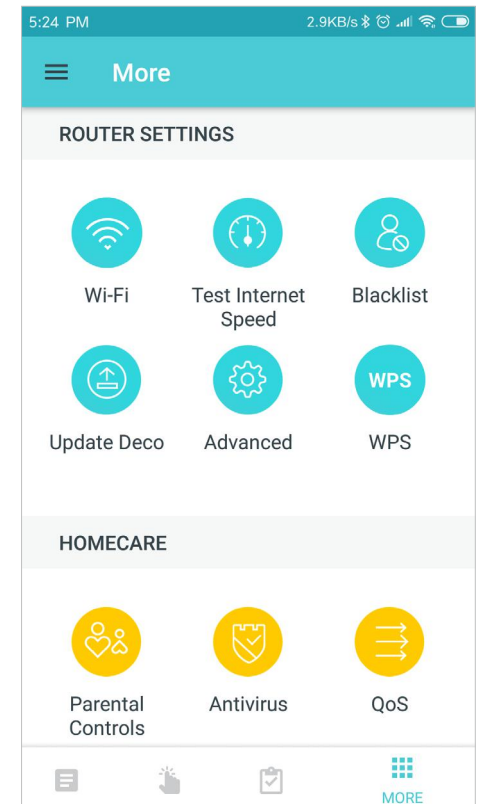 5:24 PM 2.9KB/s
More
ROUTER SETTINGS
Wi-Fi
Test Internet
Speed
Blacklist
Update Deco
Advanced
WPS
WPS
HOMECARE
Parental
Controls
Antivirus
QoS
MORE